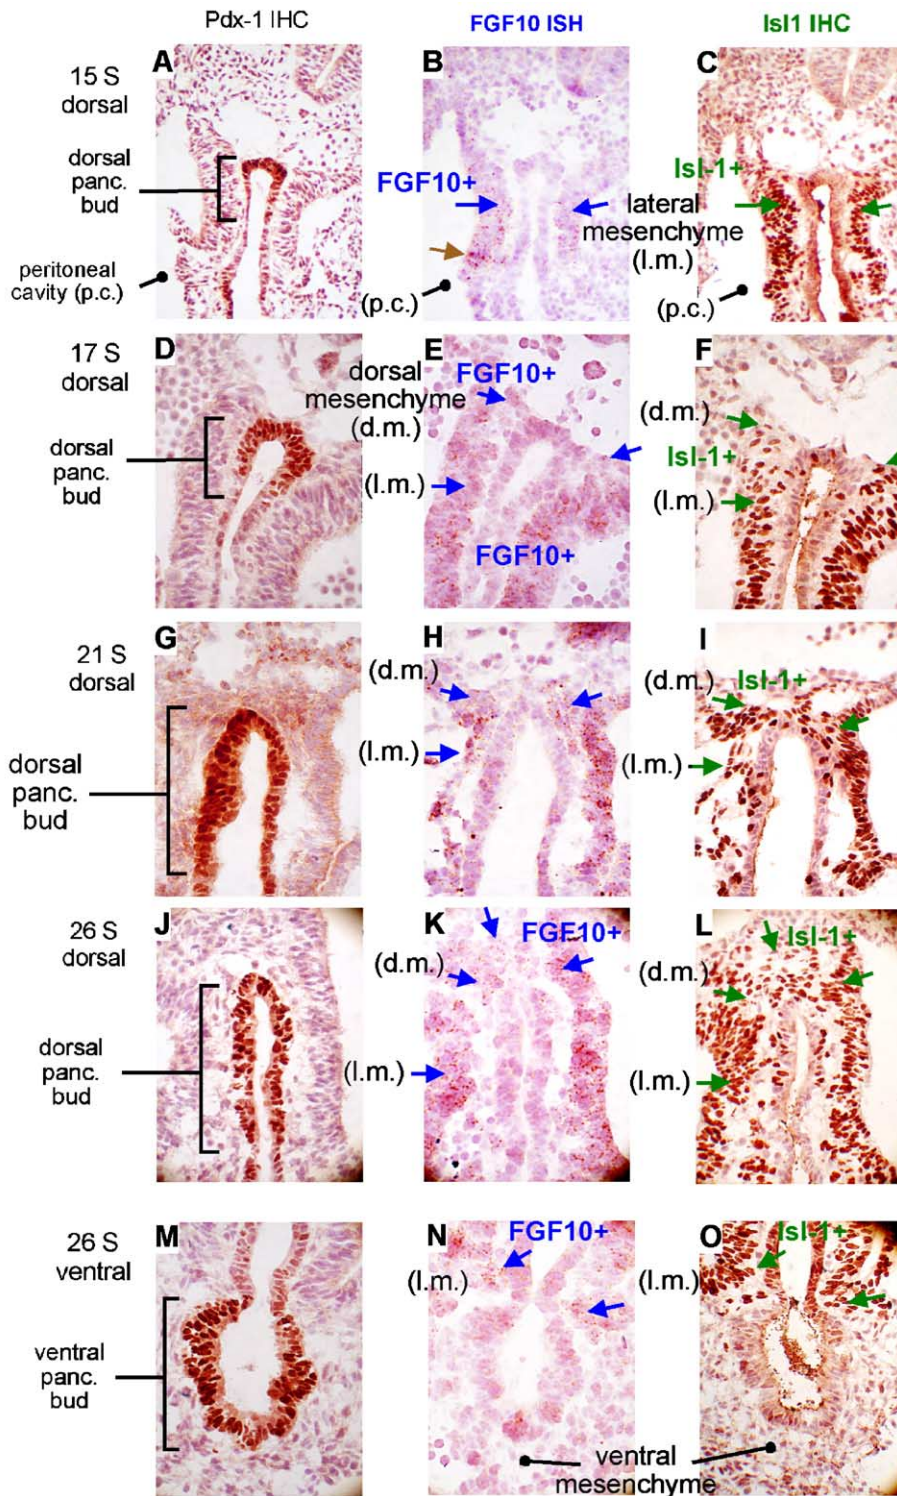 Pdx-1 IHC
FGF10 ISH
Isl1 IHC
15 S
dorsal
A
B
C
dorsal
panc.
bud
FGF10+
Isl-1+
lateral
mesenchyme
(l.m.)
peritoneal
cavity (p.c.)
(p.c.)
(p.c.)
17 S
dorsal
D
E
F
dorsal
mesenchyme
(d.m.)
FGF10+
(d.m.)
dorsal
panc.
bud
(l.m.)
Isl-1+
(l.m.)
FGF10+
21 S
dorsal
G
H
I
(d.m.)
Isl-1+
(d.m.)
(l.m.)
(l.m.)
dorsal
panc.
bud
26 S
dorsal
J
K
L
FGF10+
Isl-1+
(d.m.)
(d.m.)
dorsal
panc.
bud
(l.m.)
(l.m.)
26 S
ventral
M
N
O
FGF10+
Isl-1+
(l.m.)
(l.m.)
ventral
panc.
bud
ventral
mesenchyme